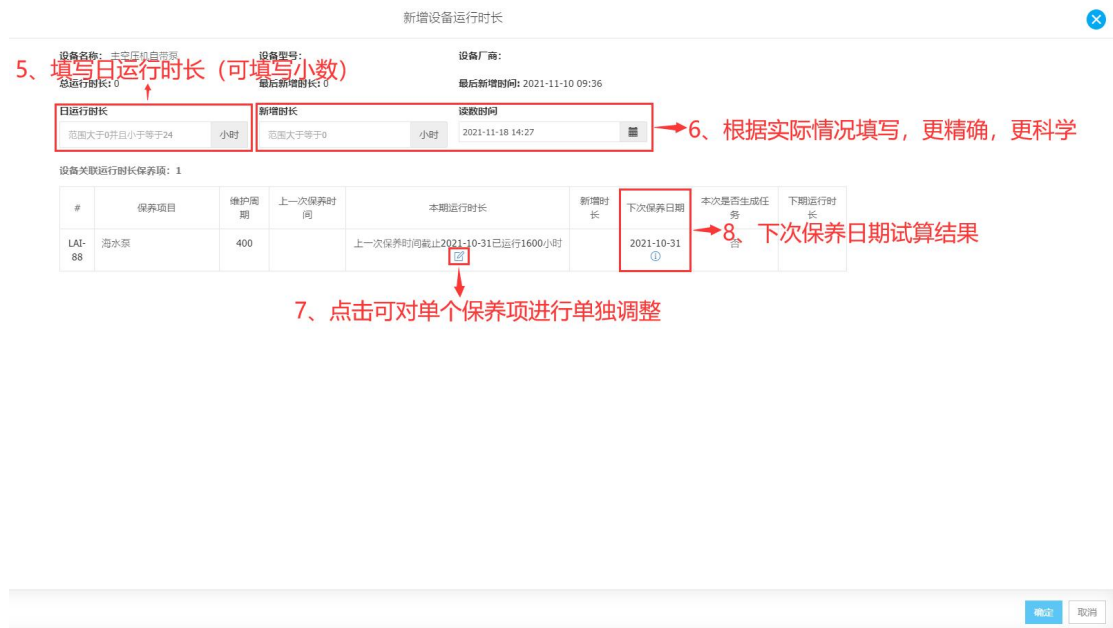 新增设备运行时长
设备名称: 主空压机自带泵 设备型号: 设备厂商:
5、填写日运行时长（可填写小数）
总运行时长: 0 最后新增时长: 0 最后新增时间: 2021-11-10 09:36
日运行时长 新增时长 读数时间
范围大于0并且小于等于24 小时 范围大于等于0 小时 2021-11-18 14:27
6、根据实际情况填写，更精确，更科学
设备关联运行时长保养项: 1
# 保养项目 维护周期 上一次保养时间 本期运行时长 新增时长 下次保养日期 本次是否生成任务 下期运行时长
LAI-88 海水泵 400 上一次保养时间截止2021-10-31已运行1600小时 2021-10-31 否
8、下次保养日期试算结果
7、点击可对单个保养项进行单独调整
确定 取消